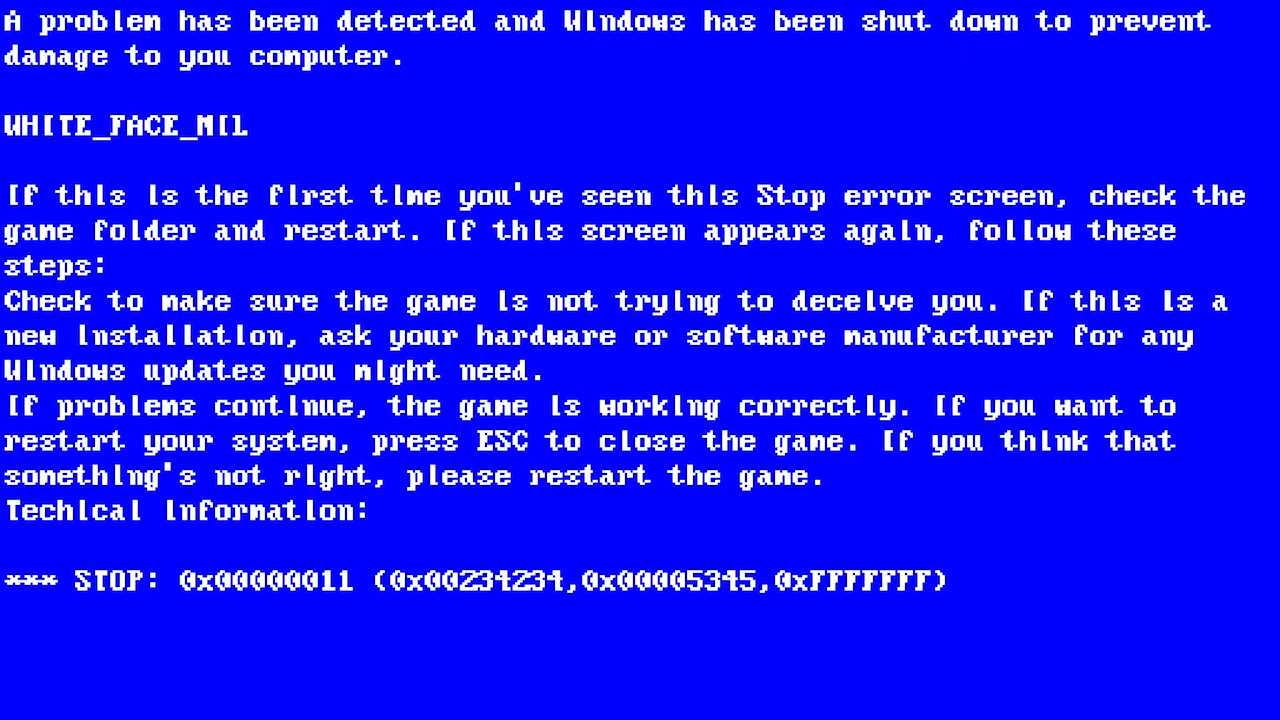 A problem has been detected and Windows has been shut down to prevent
damage to you computer.
WHITE_FACE_MIL
If this is the first time you've seen this Stop error screen, check the
game folder and restart. If this screen appears again, follow these
steps:
Check to make sure the game is not trying to deceive you. If this is a
new installation, ask your hardware or software manufacturer for any
Windows updates you might need.
If problems continue, the game is working correctly. If you want to
restart your system, press ESC to close the game. If you think that
something's not right, please restart the game.
Techical information:
*** STOP: 0x00000011 (0x00234234,0x00005345,0xFFFFFFF)